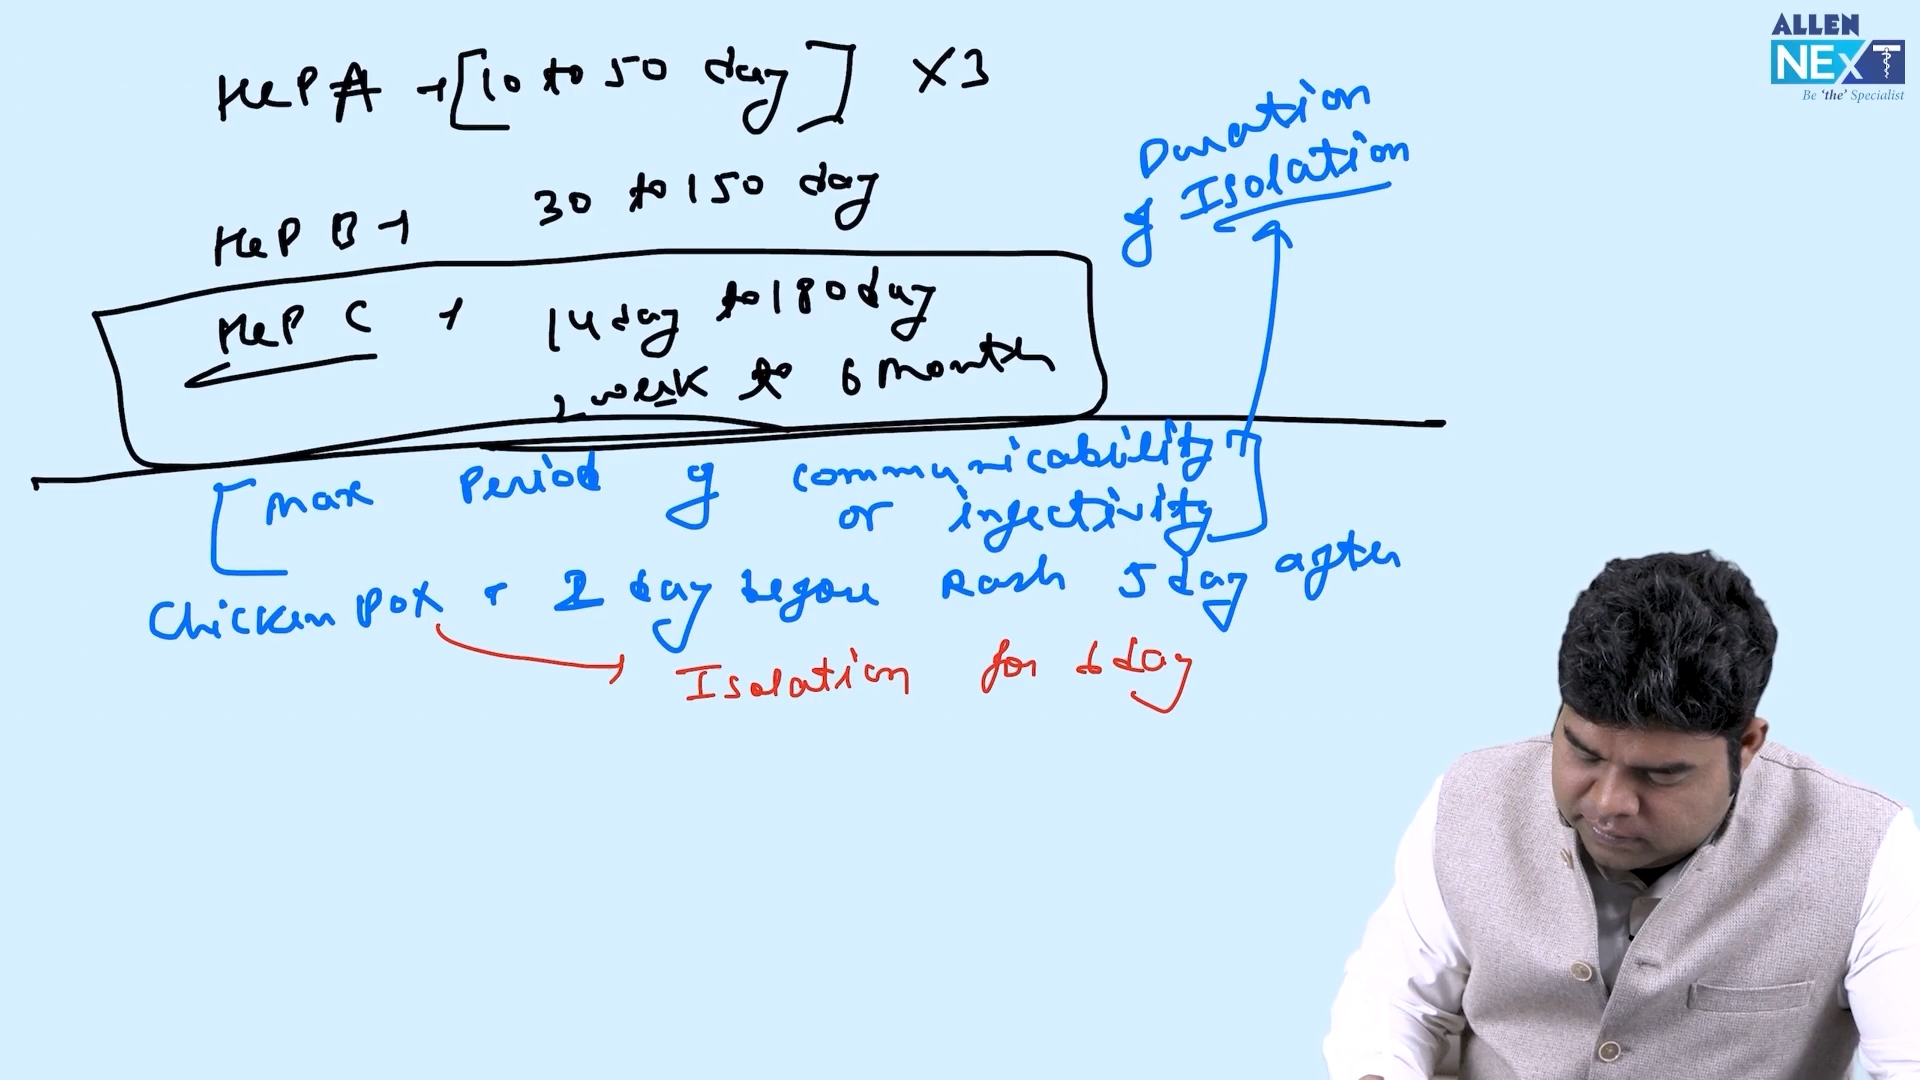 ALLEN
NEXT
Be 'the' Specialist
Hep A → [10 to 50 day] X3
Hep B → 30 to 150 day
Hep C → 14 day to 180 day
2 week to 6 month
Duration
of Isolation
[max Period of communicability
or infectivity]
Chicken pox → 2 day before Rash 5 day after
Isolation for 6 day